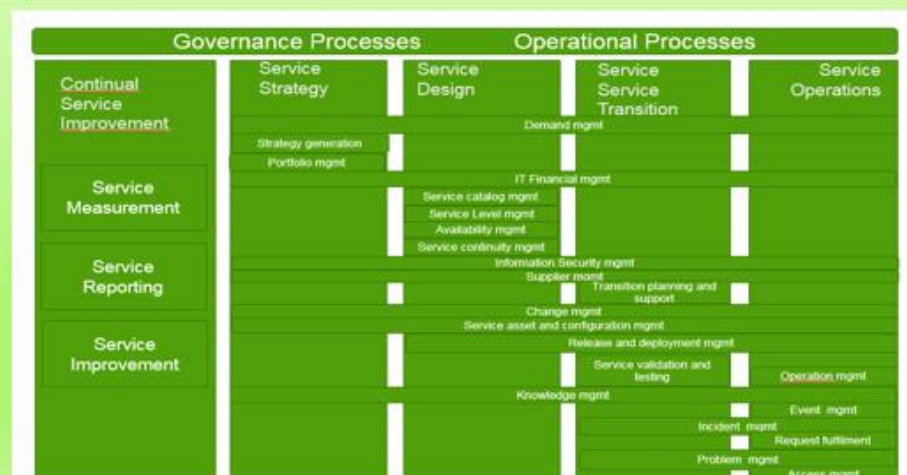 Governance Processes Operational Processes
Continual
Service
Improvement
Service
Measurement
Service
Reporting
Service
Improvement
Service
Strategy
Service
Design
Service
Service
Transition
Service
Operations
Demand mgmt
Strategy generation
Portfolio mgmt
IT Financial mgmt
Service catalog mgmt
Service Level mgmt
Availability mgmt
Service continuity mgmt
Information Security mgmt
Supplier mgmt
Transition planning and
support
Change mgmt
Service asset and configuration mgmt
Release and deployment mgmt
Service validation and
testing
Operation mgmt
Knowledge mgmt
Event mgmt
Incident mgmt
Request fulfilment
Problem mgmt
Access mgmt